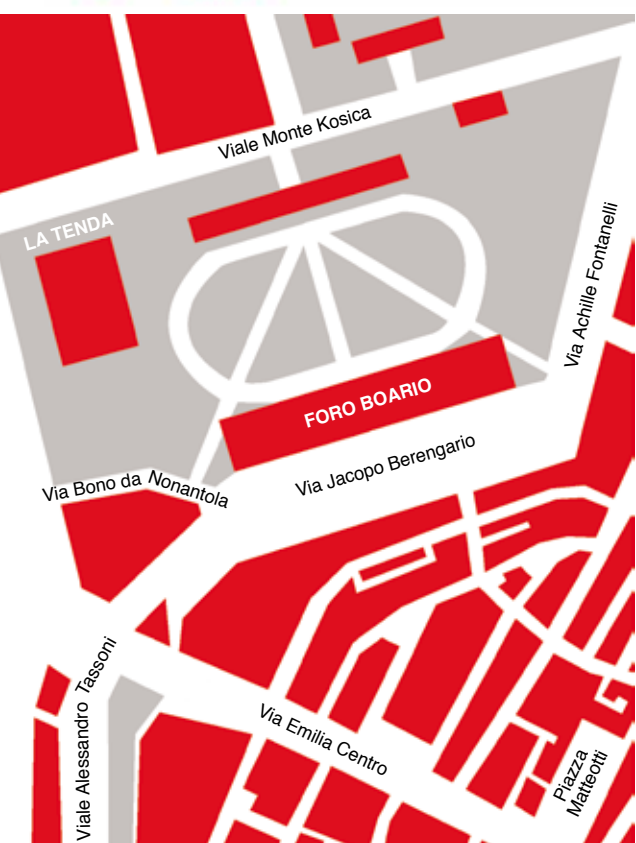 Viale Monte Kosica
LA TENDA
Via Achille Fontanelli
FORO BOARIO
Via Jacopo Berengario
Via Bono da Nonantola
Viale Alessandro Tassoni
Via Emilia Centro
Piazza
Matteotti